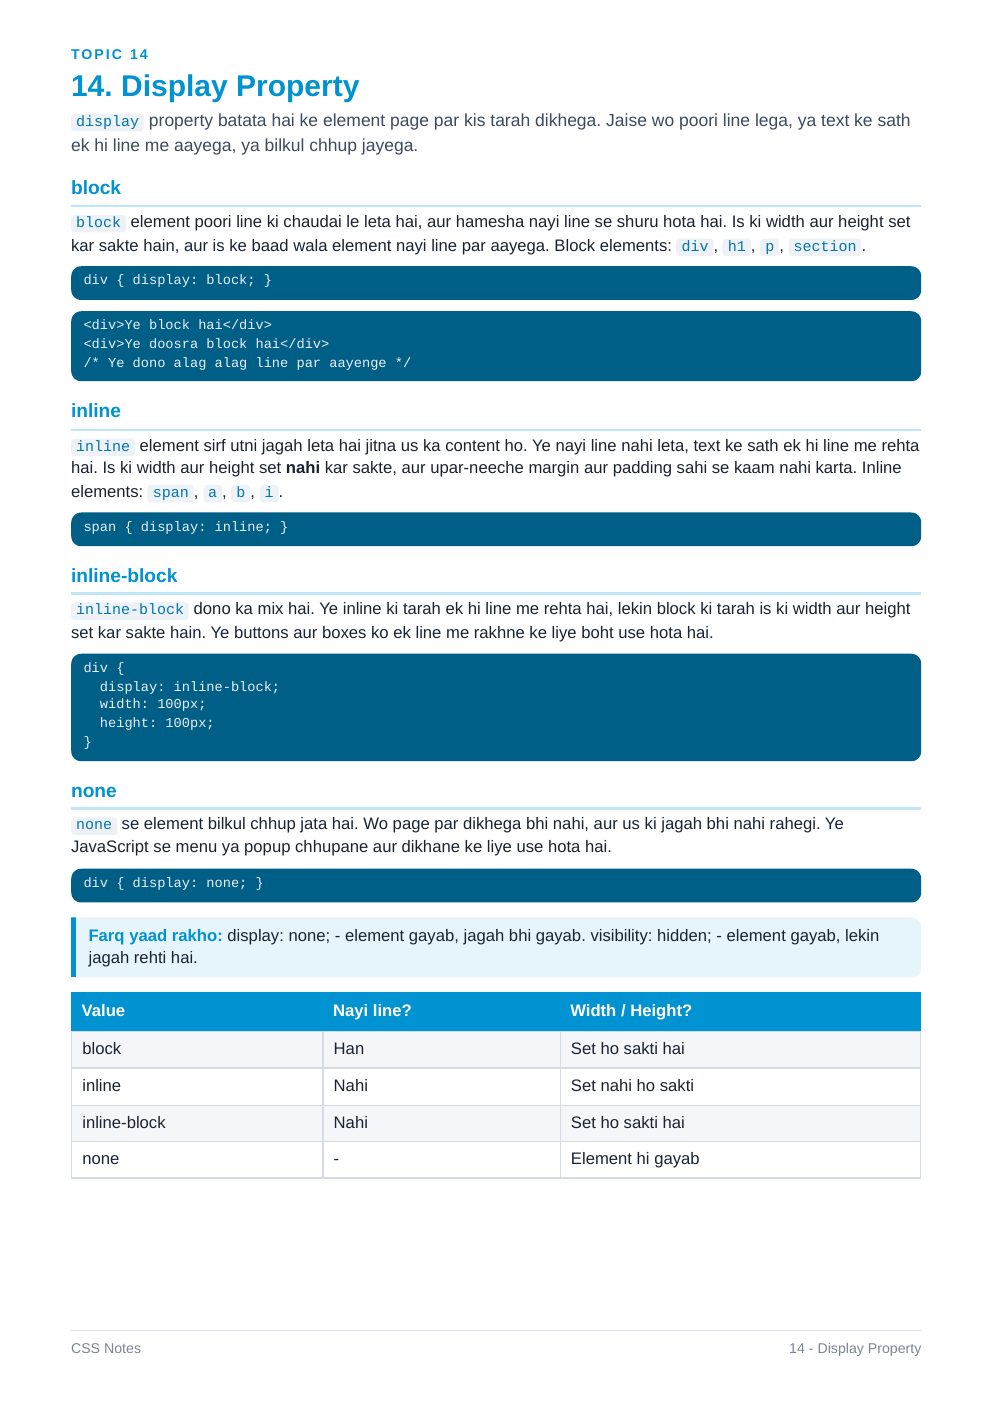 TOPIC 14
14. Display Property
display property batata hai ke element page par kis tarah dikhega. Jaise wo poori line lega, ya text ke sath
ek hi line me aayega, ya bilkul chhup jayega.
block
block element poori line ki chaudai le leta hai, aur hamesha nayi line se shuru hota hai. Is ki width aur height set
kar sakte hain, aur is ke baad wala element nayi line par aayega. Block elements: div , h1 , p , section .
div { display: block; }
<div>Ye block hai</div>
<div>Ye doosra block hai</div>
/* Ye dono alag alag line par aayenge */
inline
inline element sirf utni jagah leta hai jitna us ka content ho. Ye nayi line nahi leta, text ke sath ek hi line me rehta
hai. Is ki width aur height set nahi kar sakte, aur upar-neeche margin aur padding sahi se kaam nahi karta. Inline
elements: span , a , b , i .
span { display: inline; }
inline-block
inline-block dono ka mix hai. Ye inline ki tarah ek hi line me rehta hai, lekin block ki tarah is ki width aur height
set kar sakte hain. Ye buttons aur boxes ko ek line me rakhne ke liye boht use hota hai.
div {
  display: inline-block;
  width: 100px;
  height: 100px;
}
none
none se element bilkul chhup jata hai. Wo page par dikhega bhi nahi, aur us ki jagah bhi nahi rahegi. Ye
JavaScript se menu ya popup chhupane aur dikhane ke liye use hota hai.
div { display: none; }
Farq yaad rakho: display: none; - element gayab, jagah bhi gayab. visibility: hidden; - element gayab, lekin
jagah rehti hai.
Value Nayi line? Width / Height?
block Han Set ho sakti hai
inline Nahi Set nahi ho sakti
inline-block Nahi Set ho sakti hai
none - Element hi gayab
CSS Notes 14 - Display Property